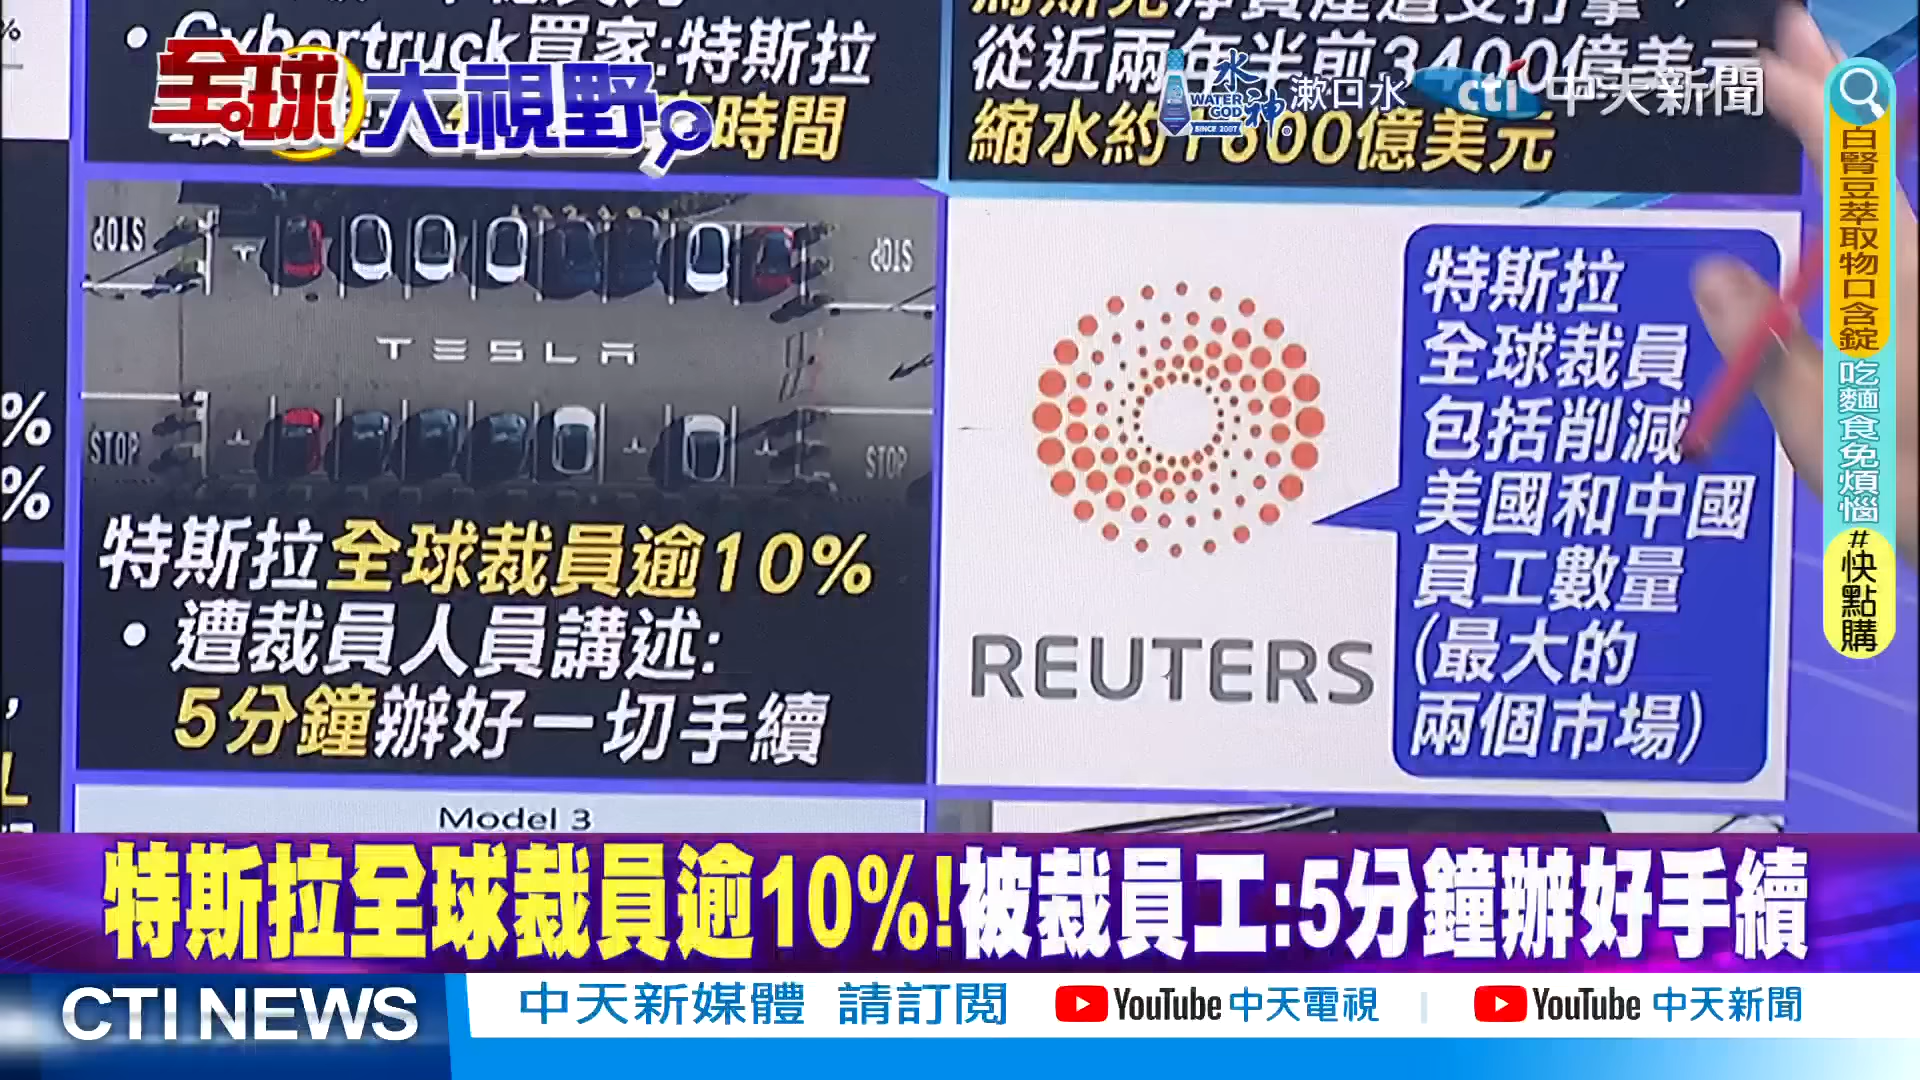 • Cybertruck買家:特斯拉
時間
從近兩年半前3400億美元
縮水約1600億美元
全球大視野
水神
WATER GOD
SINCE 2007
漱口水
cti 中天新聞
STOP
STOP
TESLA
STOP
STOP
特斯拉全球裁員逾10%
• 遭裁員人員講述:
5分鐘辦好一切手續
REUTERS
特斯拉
全球裁員
包括削減
美國和中國
員工數量
(最大的
兩個市場)
%
%
Model 3
白腎豆萃取物口含錠
吃麵食免煩惱
#快點購
特斯拉全球裁員逾10%!被裁員工:5分鐘辦好手續
CTI NEWS
中天新媒體 請訂閱
YouTube 中天電視
YouTube 中天新聞